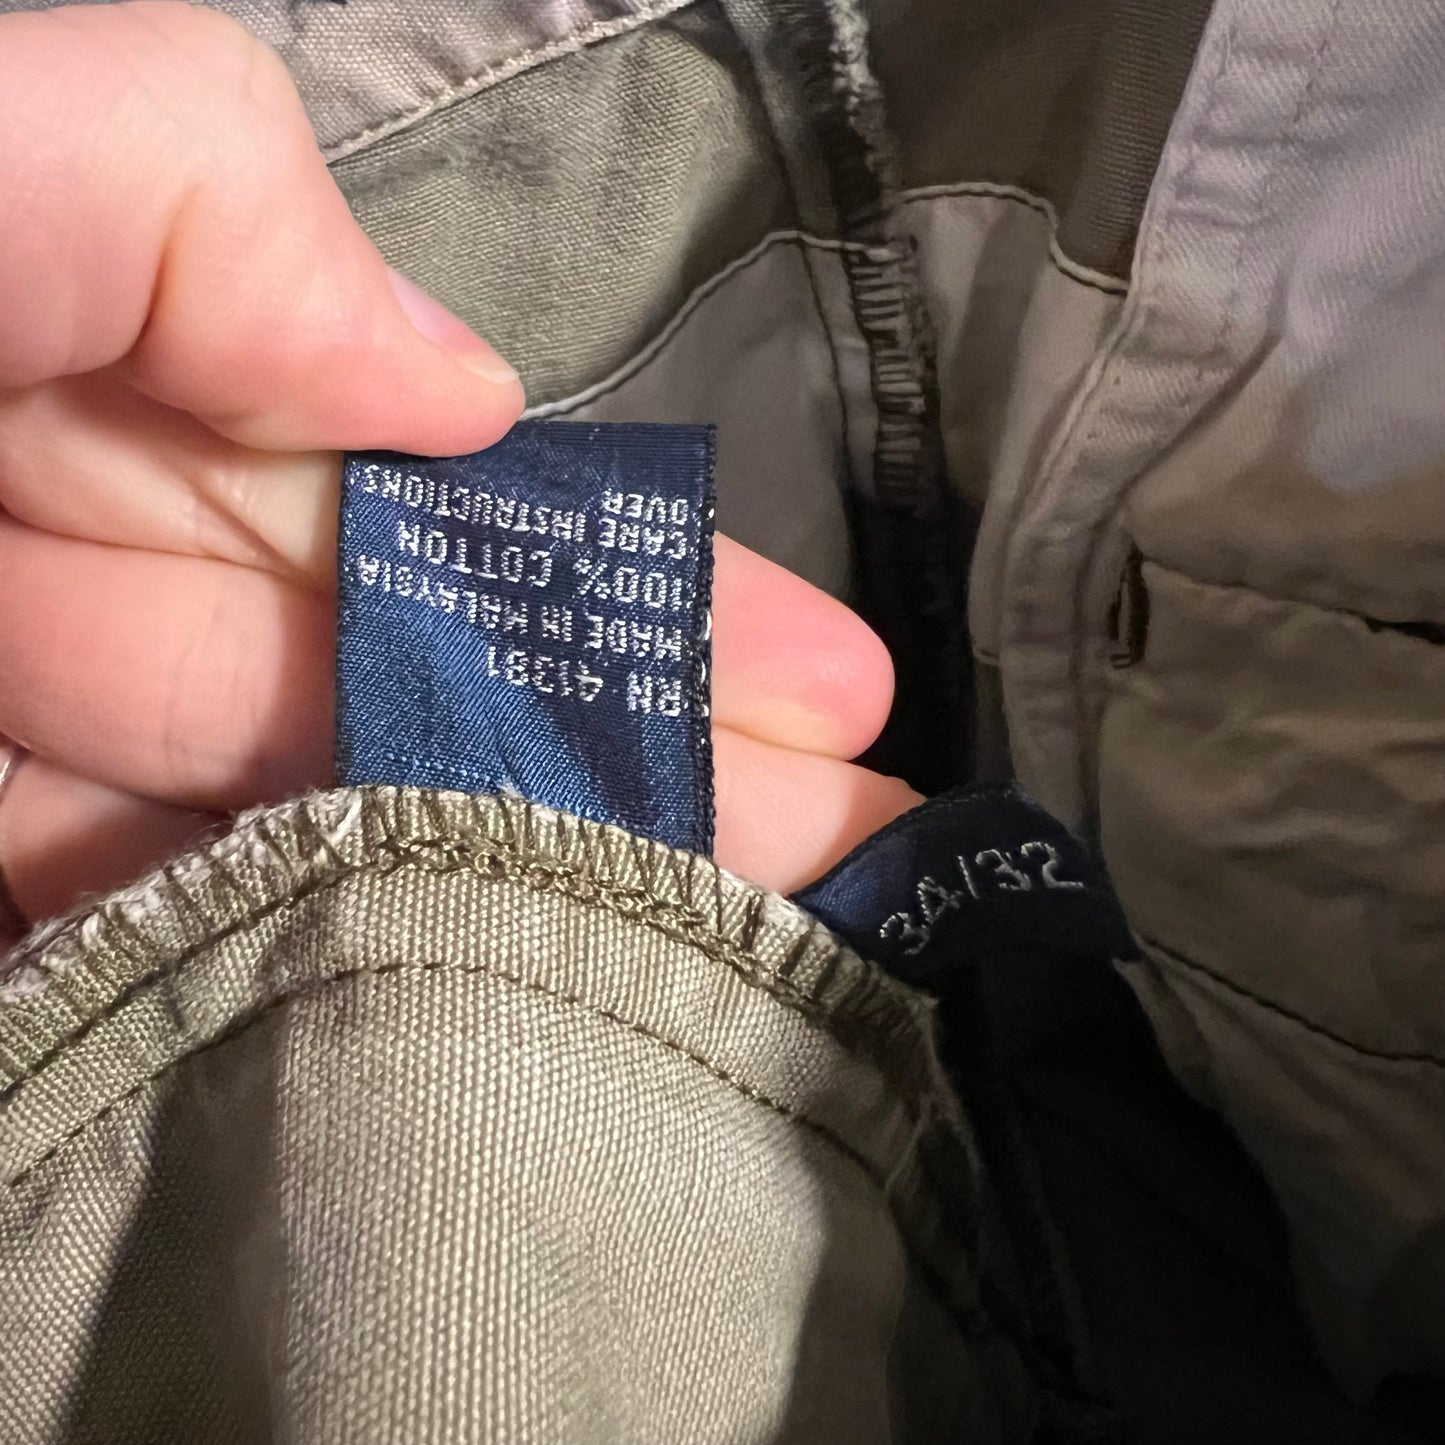 RN 41381
MADE IN MALAYSIA
100% COTTON
CARE INSTRUCTIONS
OVER
34/32